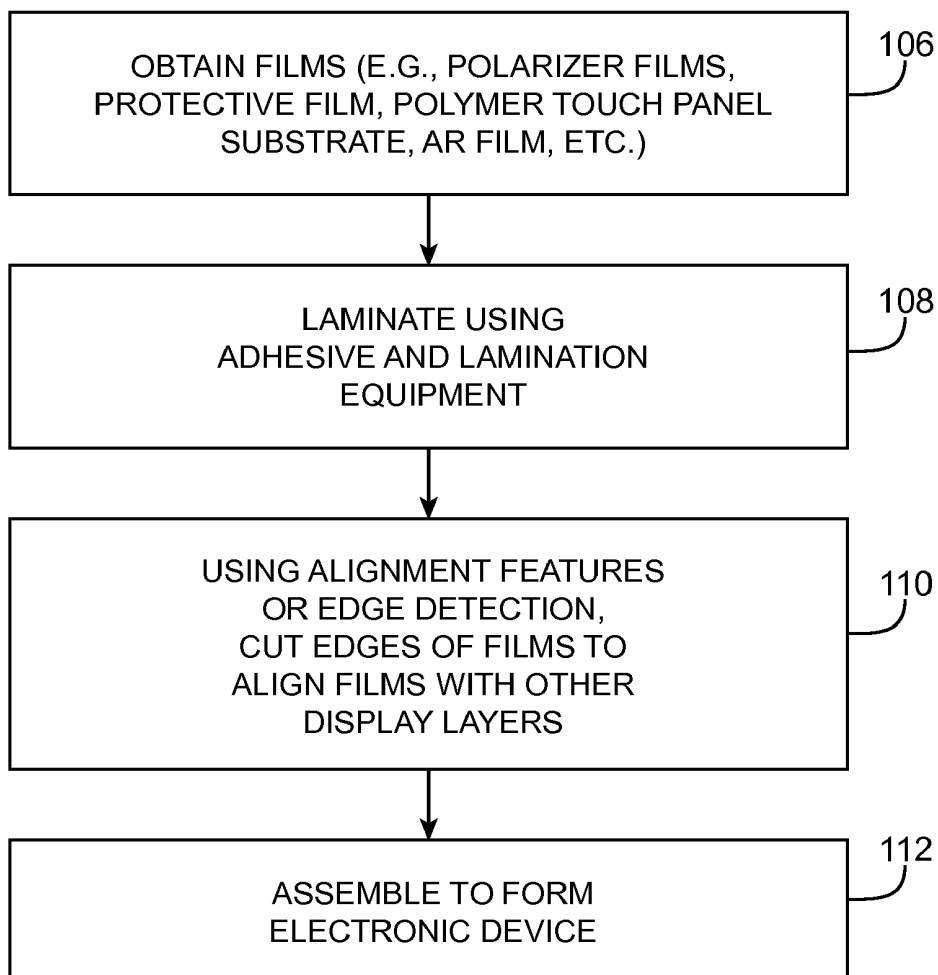 OBTAIN FILMS (E.G., POLARIZER FILMS,
PROTECTIVE FILM, POLYMER TOUCH PANEL
SUBSTRATE, AR FILM, ETC.)
106
LAMINATE USING
ADHESIVE AND LAMINATION
EQUIPMENT
108
USING ALIGNMENT FEATURES
OR EDGE DETECTION,
CUT EDGES OF FILMS TO
ALIGN FILMS WITH OTHER
DISPLAY LAYERS
110
ASSEMBLE TO FORM
ELECTRONIC DEVICE
112